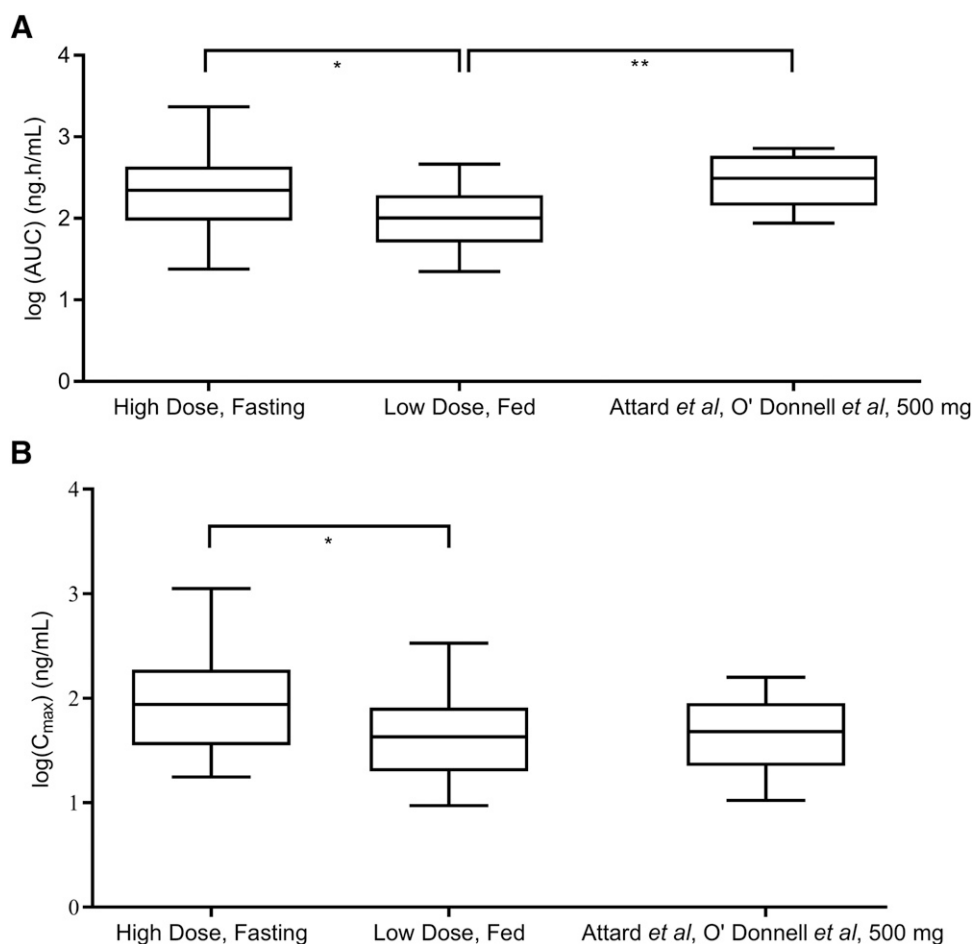 A
log (AUC) (ng.h/mL)
4
3
2
1
0
*
**
High Dose, Fasting
Low Dose, Fed
Attard et al, O' Donnell et al, 500 mg
B
log(Cmax) (ng/mL)
4
3
2
1
0
*
High Dose, Fasting
Low Dose, Fed
Attard et al, O' Donnell et al, 500 mg